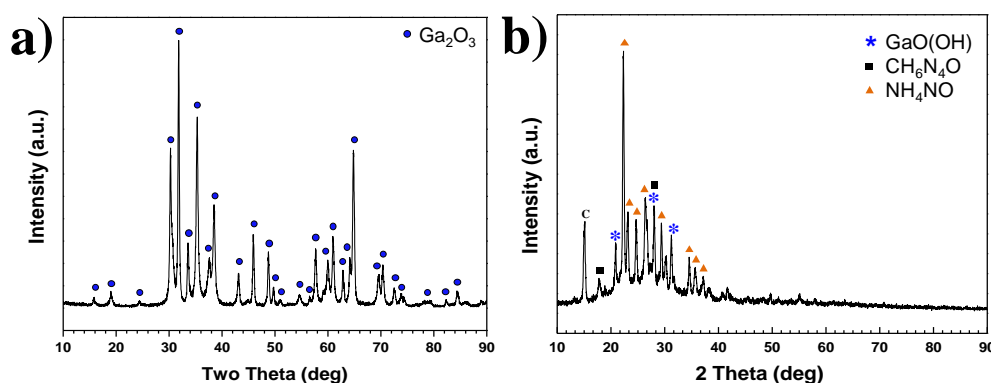 a)
Ga₂O₃
Intensity (a.u.)
10 20 30 40 50 60 70 80 90
Two Theta (deg)
b)
GaO(OH)
CH₆N₄O
NH₄NO
C
Intensity (a.u.)
10 20 30 40 50 60 70 80 90
2 Theta (deg)